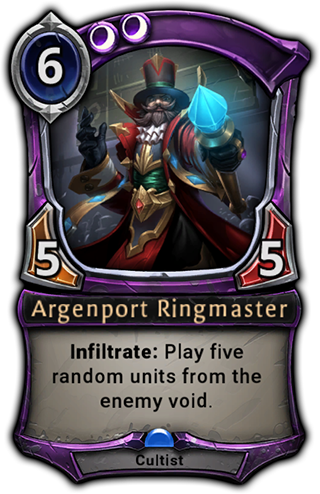 6
5
5
Argenport Ringmaster
Infiltrate: Play five
random units from the
enemy void.
Cultist